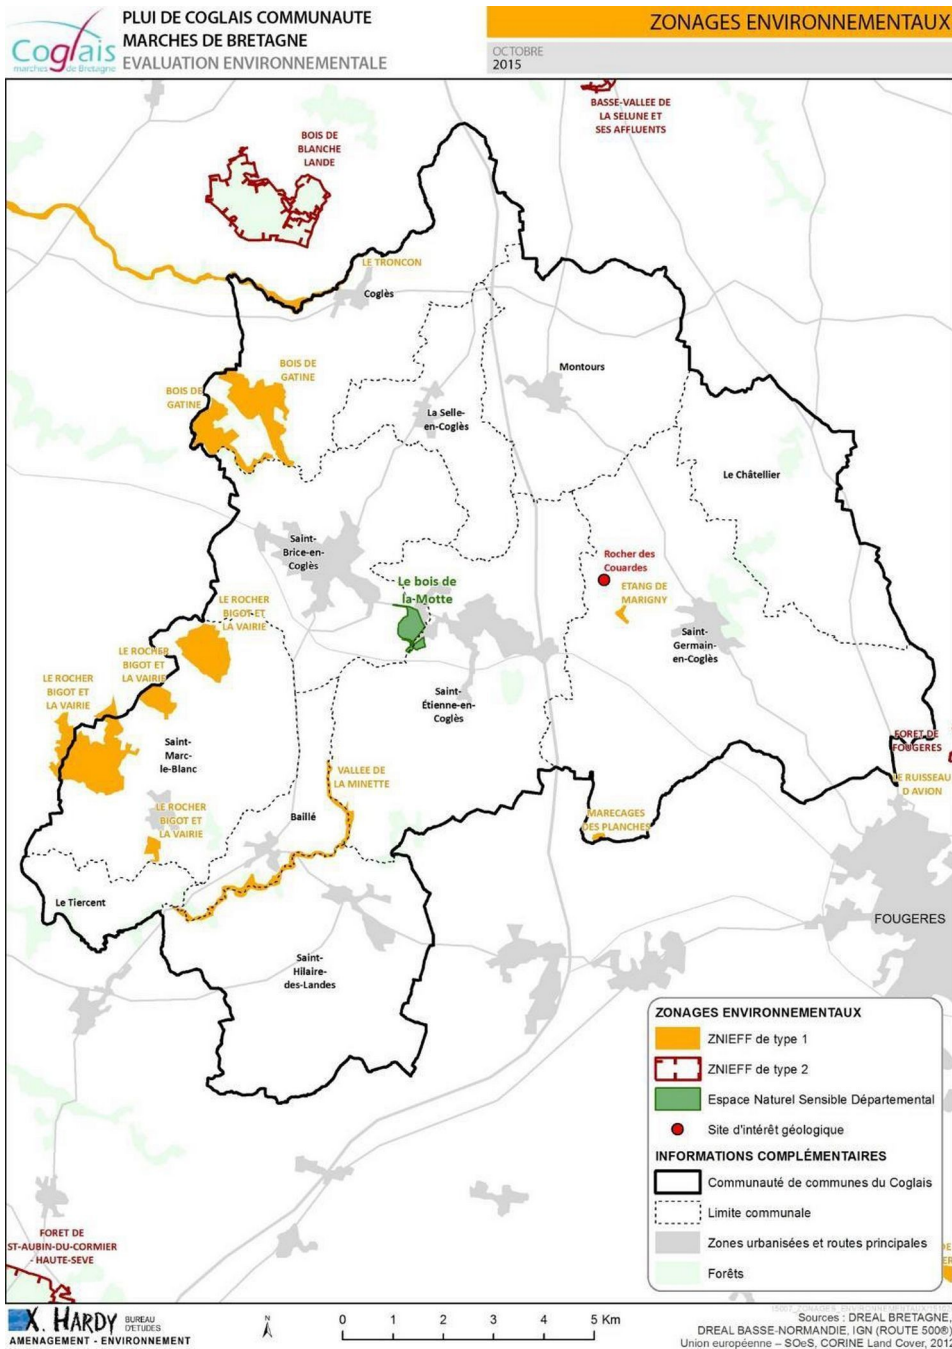 Coglais
marches de Bretagne
PLUI DE COGLAIS COMMUNAUTE
MARCHES DE BRETAGNE
EVALUATION ENVIRONNEMENTALE
ZONAGES ENVIRONNEMENTAUX
OCTOBRE
2015
BASSE-VALLEE DE
LA SELUNE ET
SES AFFLUENTS
BOIS DE
BLANCHE
LANDE
LE TRONCON
Coglès
BOIS DE
GATINE
BOIS DE
GATINE
Montours
La Selle-
en-Coglès
Le Châtellier
Saint-
Brice-en-
Coglès
Rocher des
Couardes
Le bois de
la-Motte
ETANG DE
MARIGNY
LE ROCHER
BIGOT ET
LA VAIRIE
Saint-
Germain-
en-Coglès
LE ROCHER
BIGOT ET
LA VAIRIE
LE ROCHER
BIGOT ET
LA VAIRIE
Saint-
Étienne-en-
Coglès
Saint-
Marc-
le-Blanc
FORET DE
FOUGERES
VALLEE DE
LA MINETTE
LE RUISSEAU
D AVION
LE ROCHER
BIGOT ET
LA VAIRIE
Baillé
MARECAGES
DES PLANCHES
Le Tiercent
FOUGERES
Saint-
Hilaire-
des-Landes
ZONAGES ENVIRONNEMENTAUX
ZNIEFF de type 1
ZNIEFF de type 2
Espace Naturel Sensible Départemental
Site d'intérêt géologique
INFORMATIONS COMPLÉMENTAIRES
Communauté de communes du Coglais
Limite communale
Zones urbanisées et routes principales
Forêts
FORET DE
ST-AUBIN-DU-CORMIER
- HAUTE-SEVE
X. HARDY
BUREAU
D'ETUDES
AMENAGEMENT - ENVIRONNEMENT
N
0 1 2 3 4 5 Km
Sources : DREAL BRETAGNE,
DREAL BASSE-NORMANDIE, IGN (ROUTE 500®)
Union européenne – SOeS, CORINE Land Cover, 2012